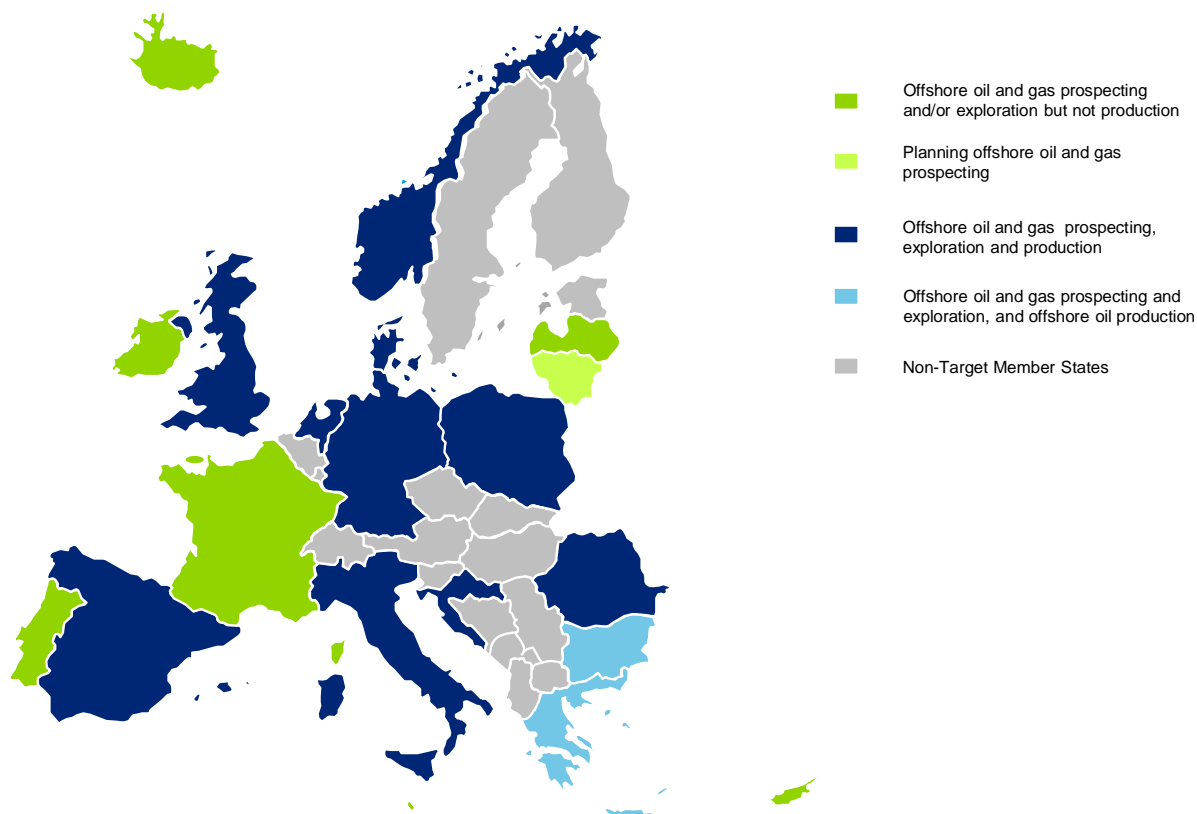 Offshore oil and gas prospecting
and/or exploration but not production
Planning offshore oil and gas
prospecting
Offshore oil and gas  prospecting,
exploration and production
Offshore oil and gas prospecting and
exploration, and offshore oil production
Non-Target Member States